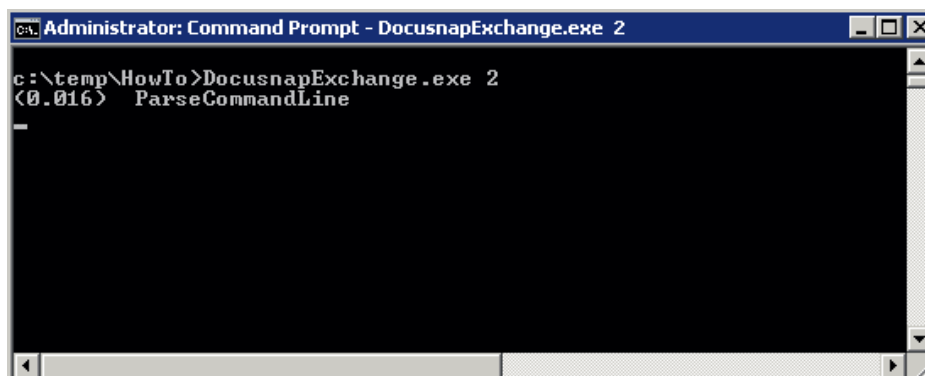 Administrator: Command Prompt - DocusnapExchange.exe 2
c:\temp\HowTo>DocusnapExchange.exe 2
(0.016) ParseCommandLine